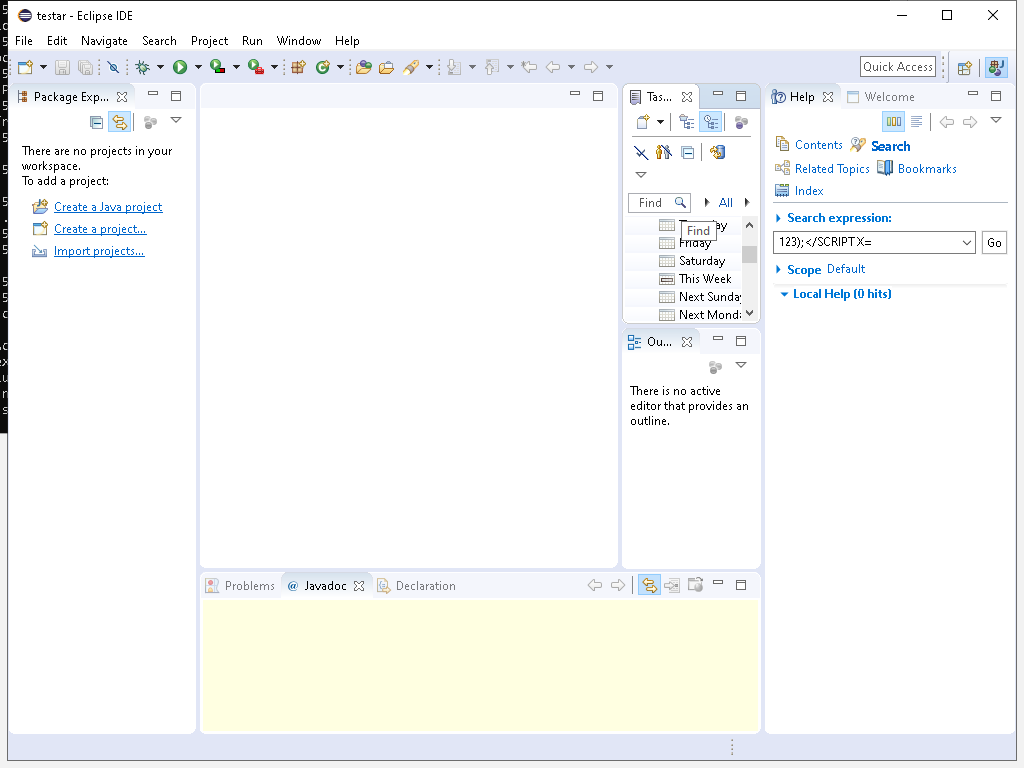 testar - Eclipse IDE
File Edit Navigate Search Project Run Window Help
Quick Access
Package Exp...
There are no projects in your
workspace.
To add a project:
Create a Java project
Create a project...
Import projects...
Tas...
Find
All
Find
Friday
Saturday
This Week
Next Sunday
Next Mond
Ou...
There is no active
editor that provides an
outline.
Help
Welcome
Contents
Search
Related Topics
Bookmarks
Index
Search expression:
123);</SCRIPTX=
Go
Scope Default
Local Help (0 hits)
Problems
@ Javadoc
Declaration